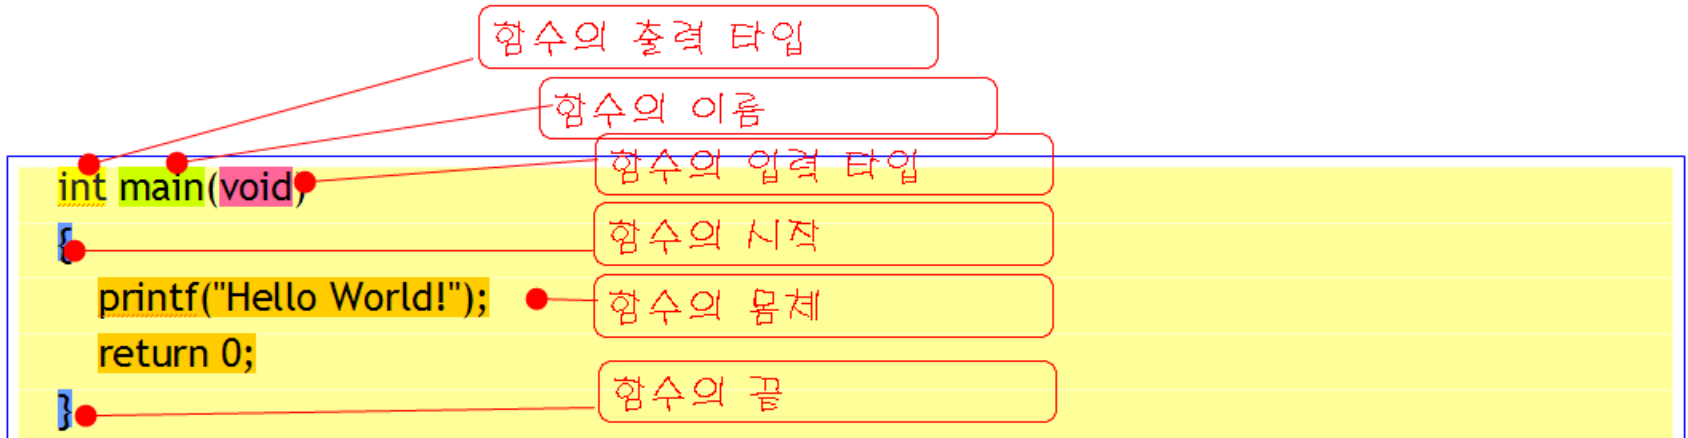 함수의 출력 타입
함수의 이름
함수의 입력 타입
int main(void)
함수의 시작
{
printf("Hello World!");
함수의 몸체
return 0;
함수의 끝
}